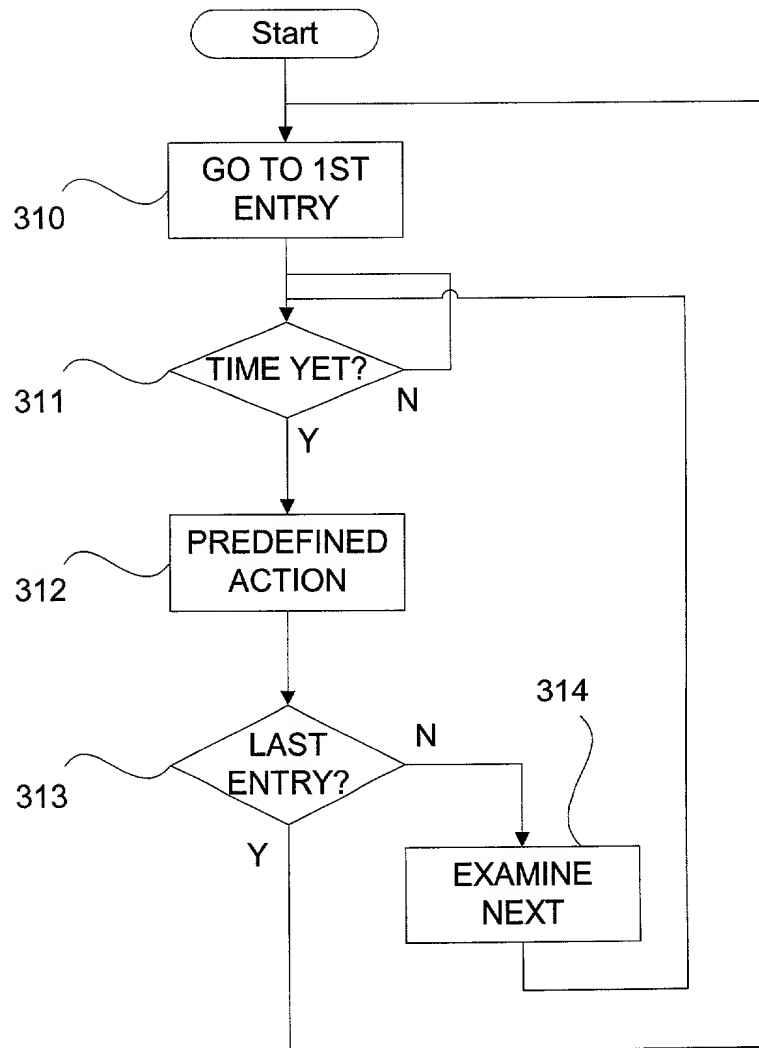 Start
GO TO 1ST
ENTRY
310
TIME YET?
311
N
Y
PREDEFINED
ACTION
312
314
LAST
ENTRY?
N
313
Y
EXAMINE
NEXT